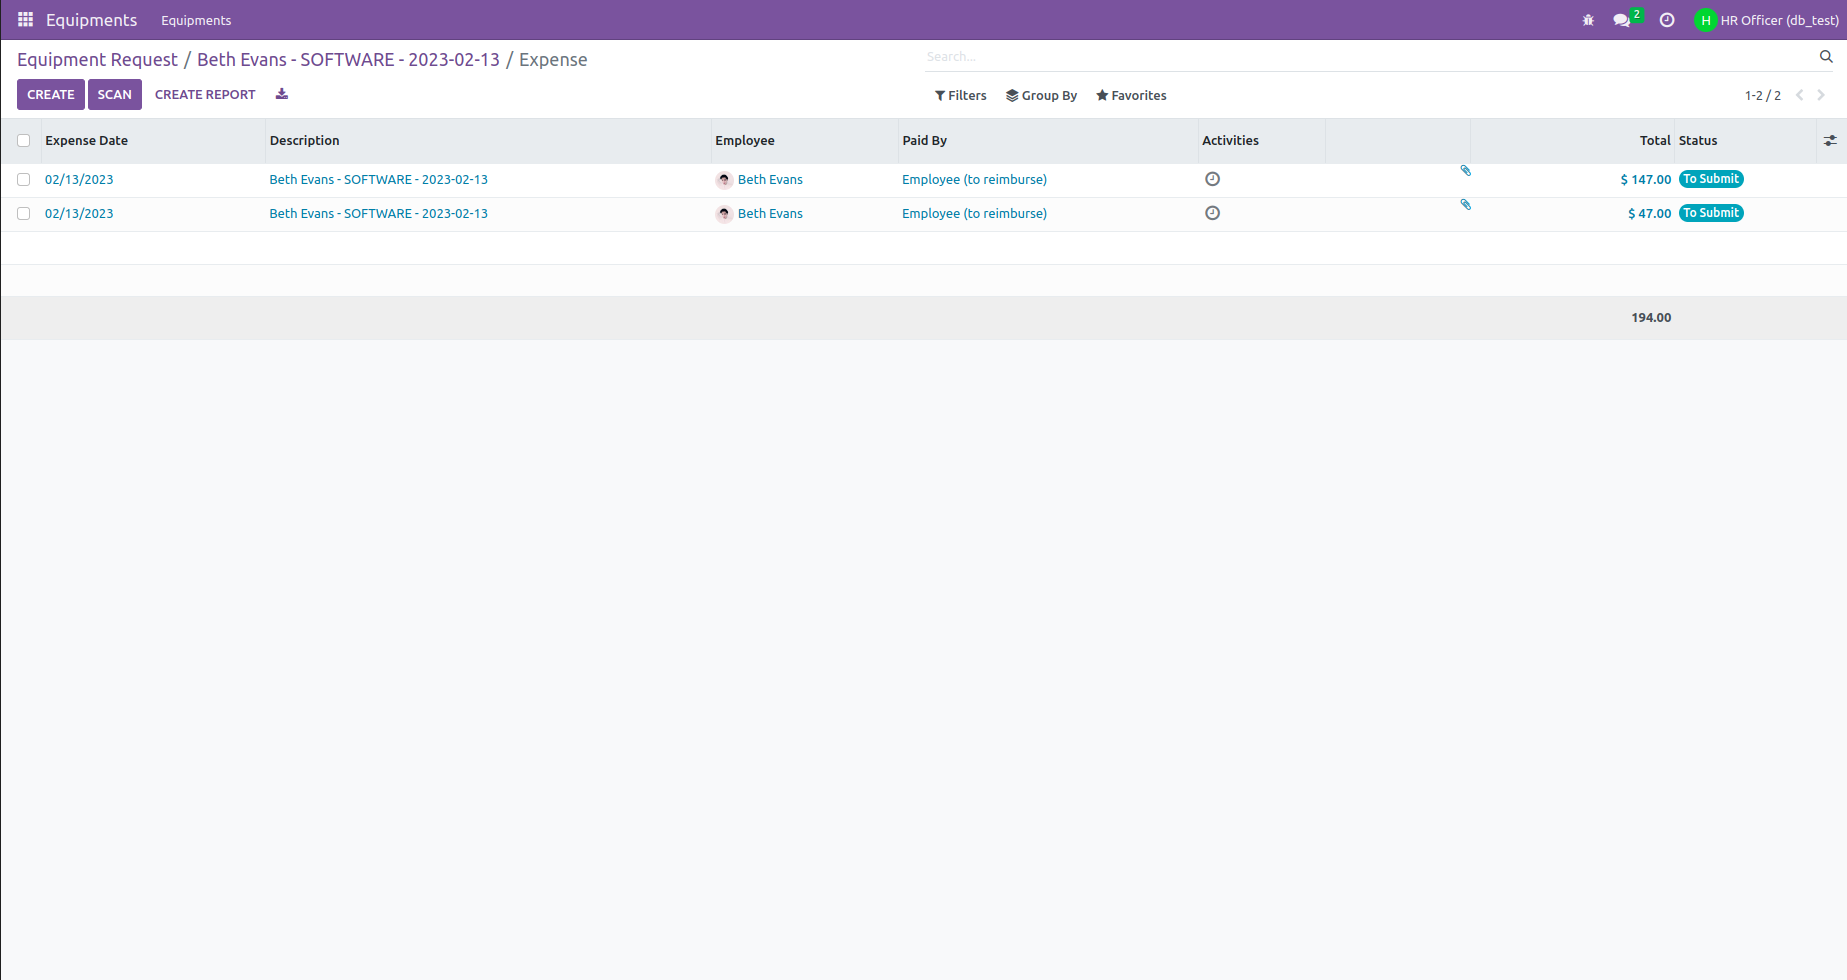 Equipments Equipments 2 H HR Officer (db_test)
Equipment Request / Beth Evans - SOFTWARE - 2023-02-13 / Expense Search...
CREATE SCAN CREATE REPORT Filters Group By Favorites 1-2 / 2
Expense Date Description Employee Paid By Activities Total Status
02/13/2023 Beth Evans - SOFTWARE - 2023-02-13 Beth Evans Employee (to reimburse) $ 147.00 To Submit
02/13/2023 Beth Evans - SOFTWARE - 2023-02-13 Beth Evans Employee (to reimburse) $ 47.00 To Submit
194.00